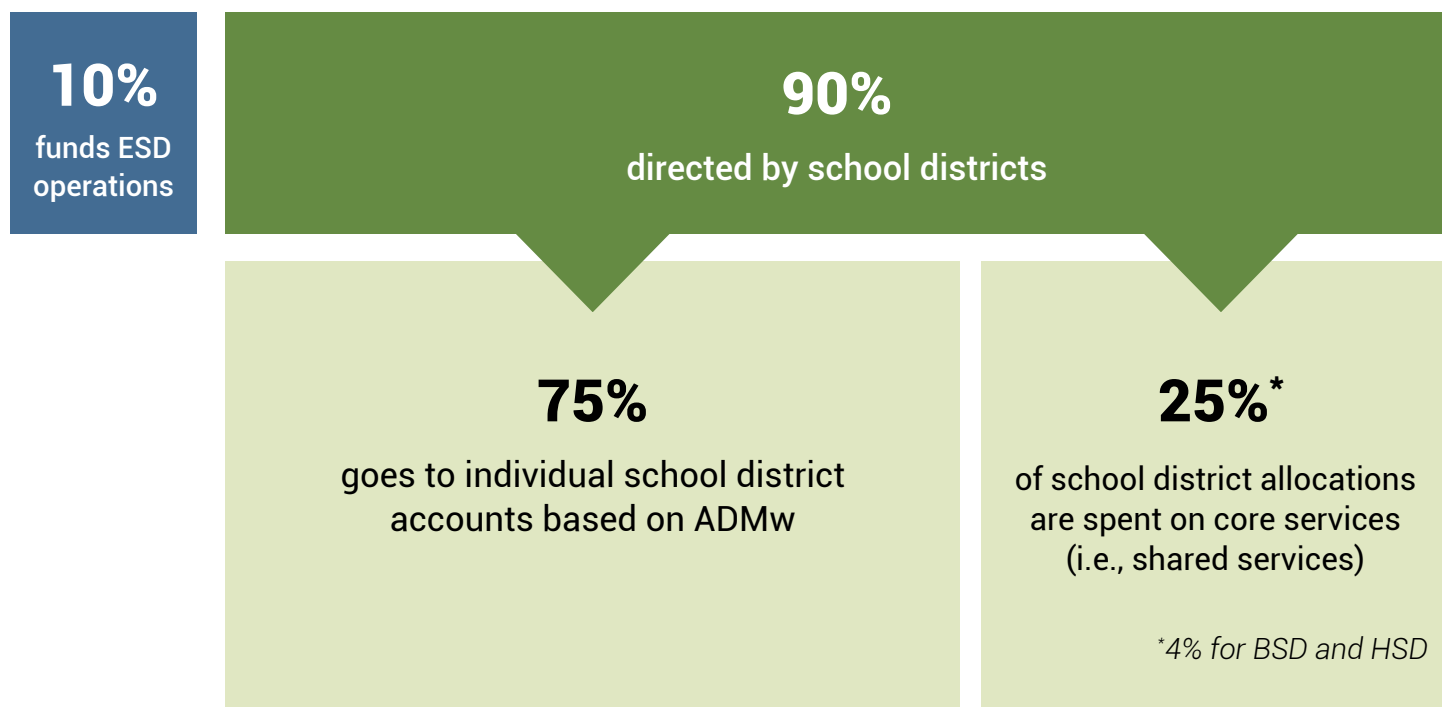 10%
funds ESD
operations
90%
directed by school districts
75%
goes to individual school district
accounts based on ADMw
25%*
of school district allocations
are spent on core services
(i.e., shared services)
*4% for BSD and HSD